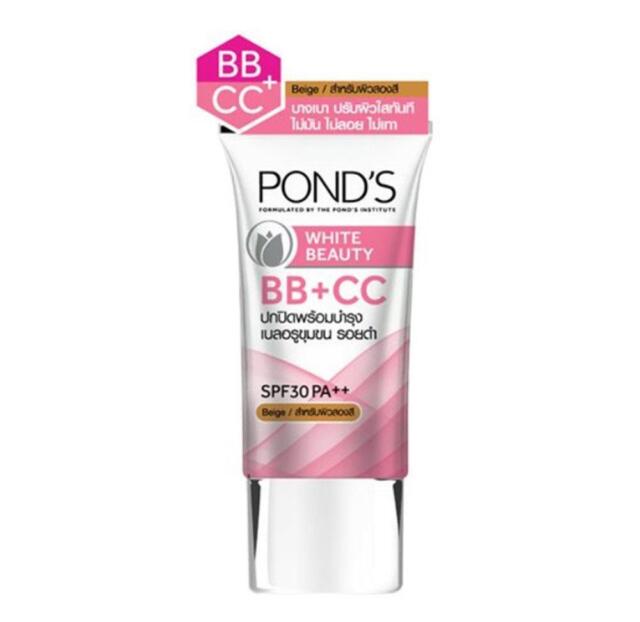 BB+
CC
Beige / สำหรับผิวสองสี
บางเบา ปรับผิวใสทันที
ไม่มัน ไม่ลอย ไม่เทา
POND'S
FORMULATED BY THE POND'S INSTITUTE
WHITE
BEAUTY
BB+CC
ปกปิดพร้อมบำรุง
เบลอรูขุมขน รอยดำ
SPF30 PA++
Beige / สำหรับผิวสองสี